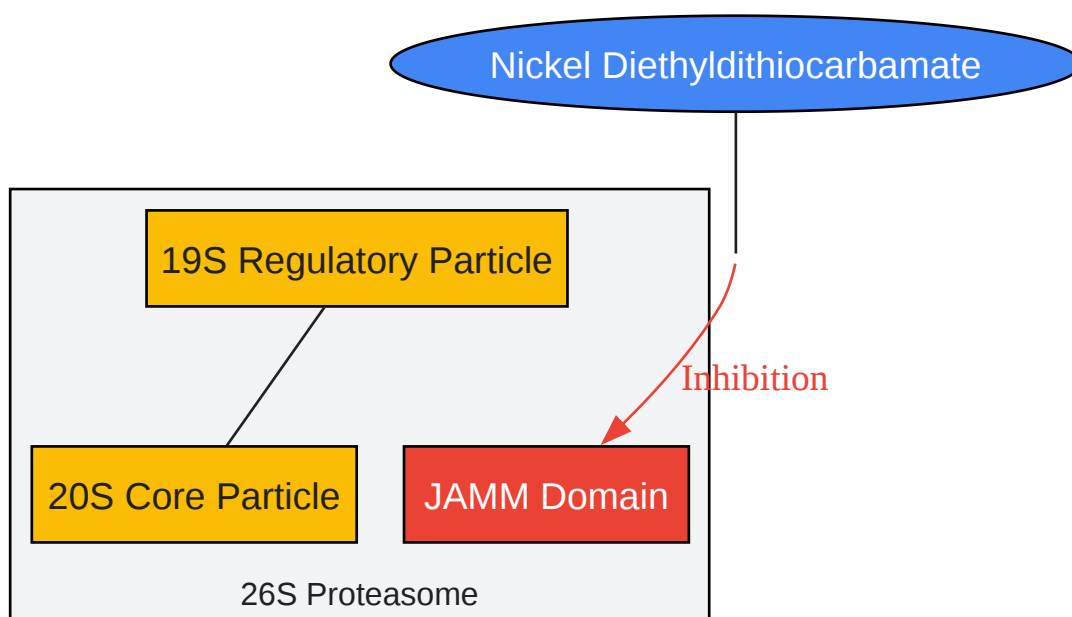 Nickel Diethyldithiocarbamate
19S Regulatory Particle
Inhibition
20S Core Particle
JAMM Domain
26S Proteasome